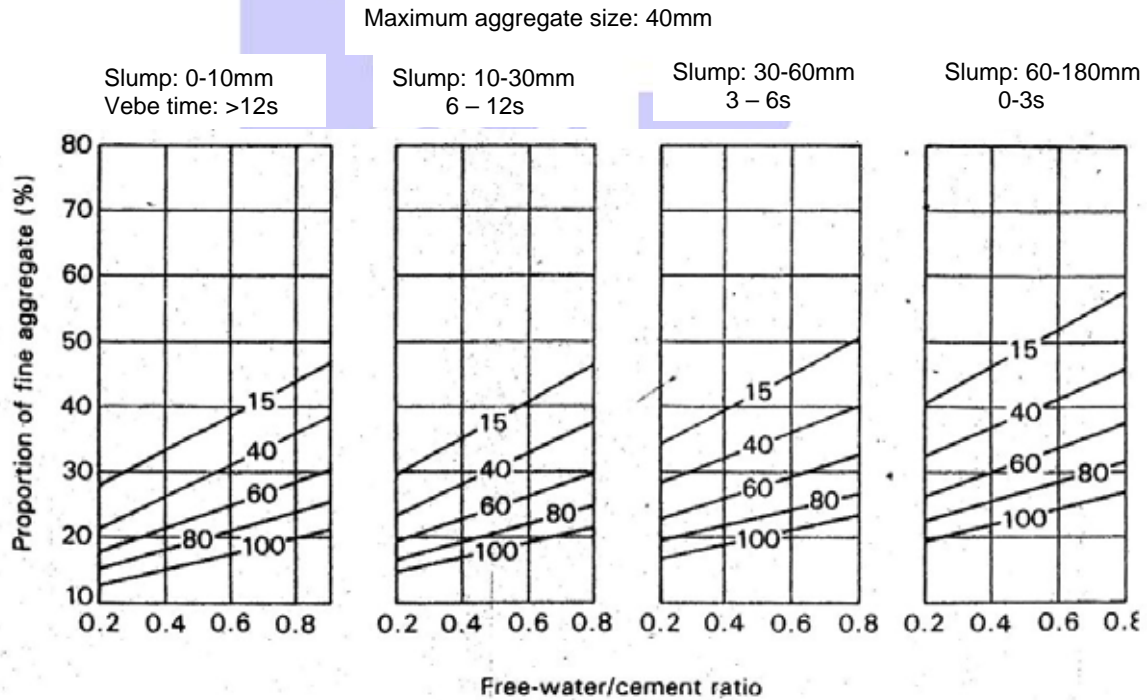 Maximum aggregate size: 40mm
Slump: 0-10mm
Vebe time: >12s
Slump: 10-30mm
6 – 12s
Slump: 30-60mm
3 – 6s
Slump: 60-180mm
0-3s
Proportion of fine aggregate (%)
80
70
60
50
40
30
20
10
15
40
60
80
100
0.2 0.4 0.6 0.8
15
40
60
80
100
0.2 0.4 0.6 0.8
15
40
60
80
100
0.2 0.4 0.6 0.8
15
40
60
80
100
0.2 0.4 0.6 0.8
Free-water/cement ratio